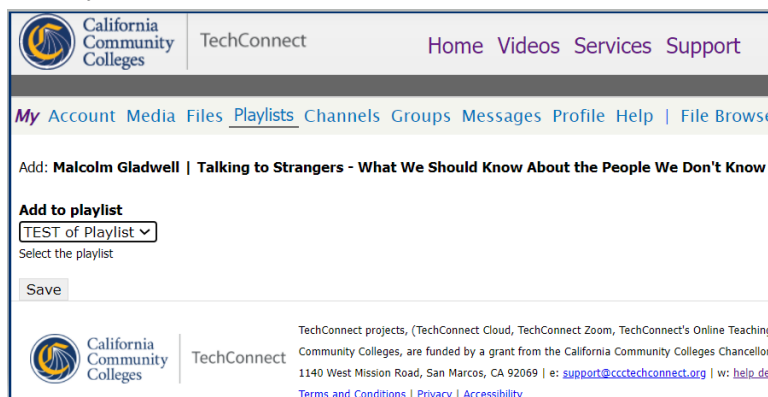 California
Community
Colleges
TechConnect
Home Videos Services Support
My Account Media Files Playlists Channels Groups Messages Profile Help | File Browse
Add: Malcolm Gladwell | Talking to Strangers - What We Should Know About the People We Don't Know
Add to playlist
TEST of Playlist
Select the playlist
Save
California
Community
Colleges
TechConnect
TechConnect projects, (TechConnect Cloud, TechConnect Zoom, TechConnect's Online Teaching
Community Colleges, are funded by a grant from the California Community Colleges Chancello
1140 West Mission Road, San Marcos, CA 92069 | e: support@ccctechconnect.org | w: help de
Terms and Conditions | Privacy | Accessibility